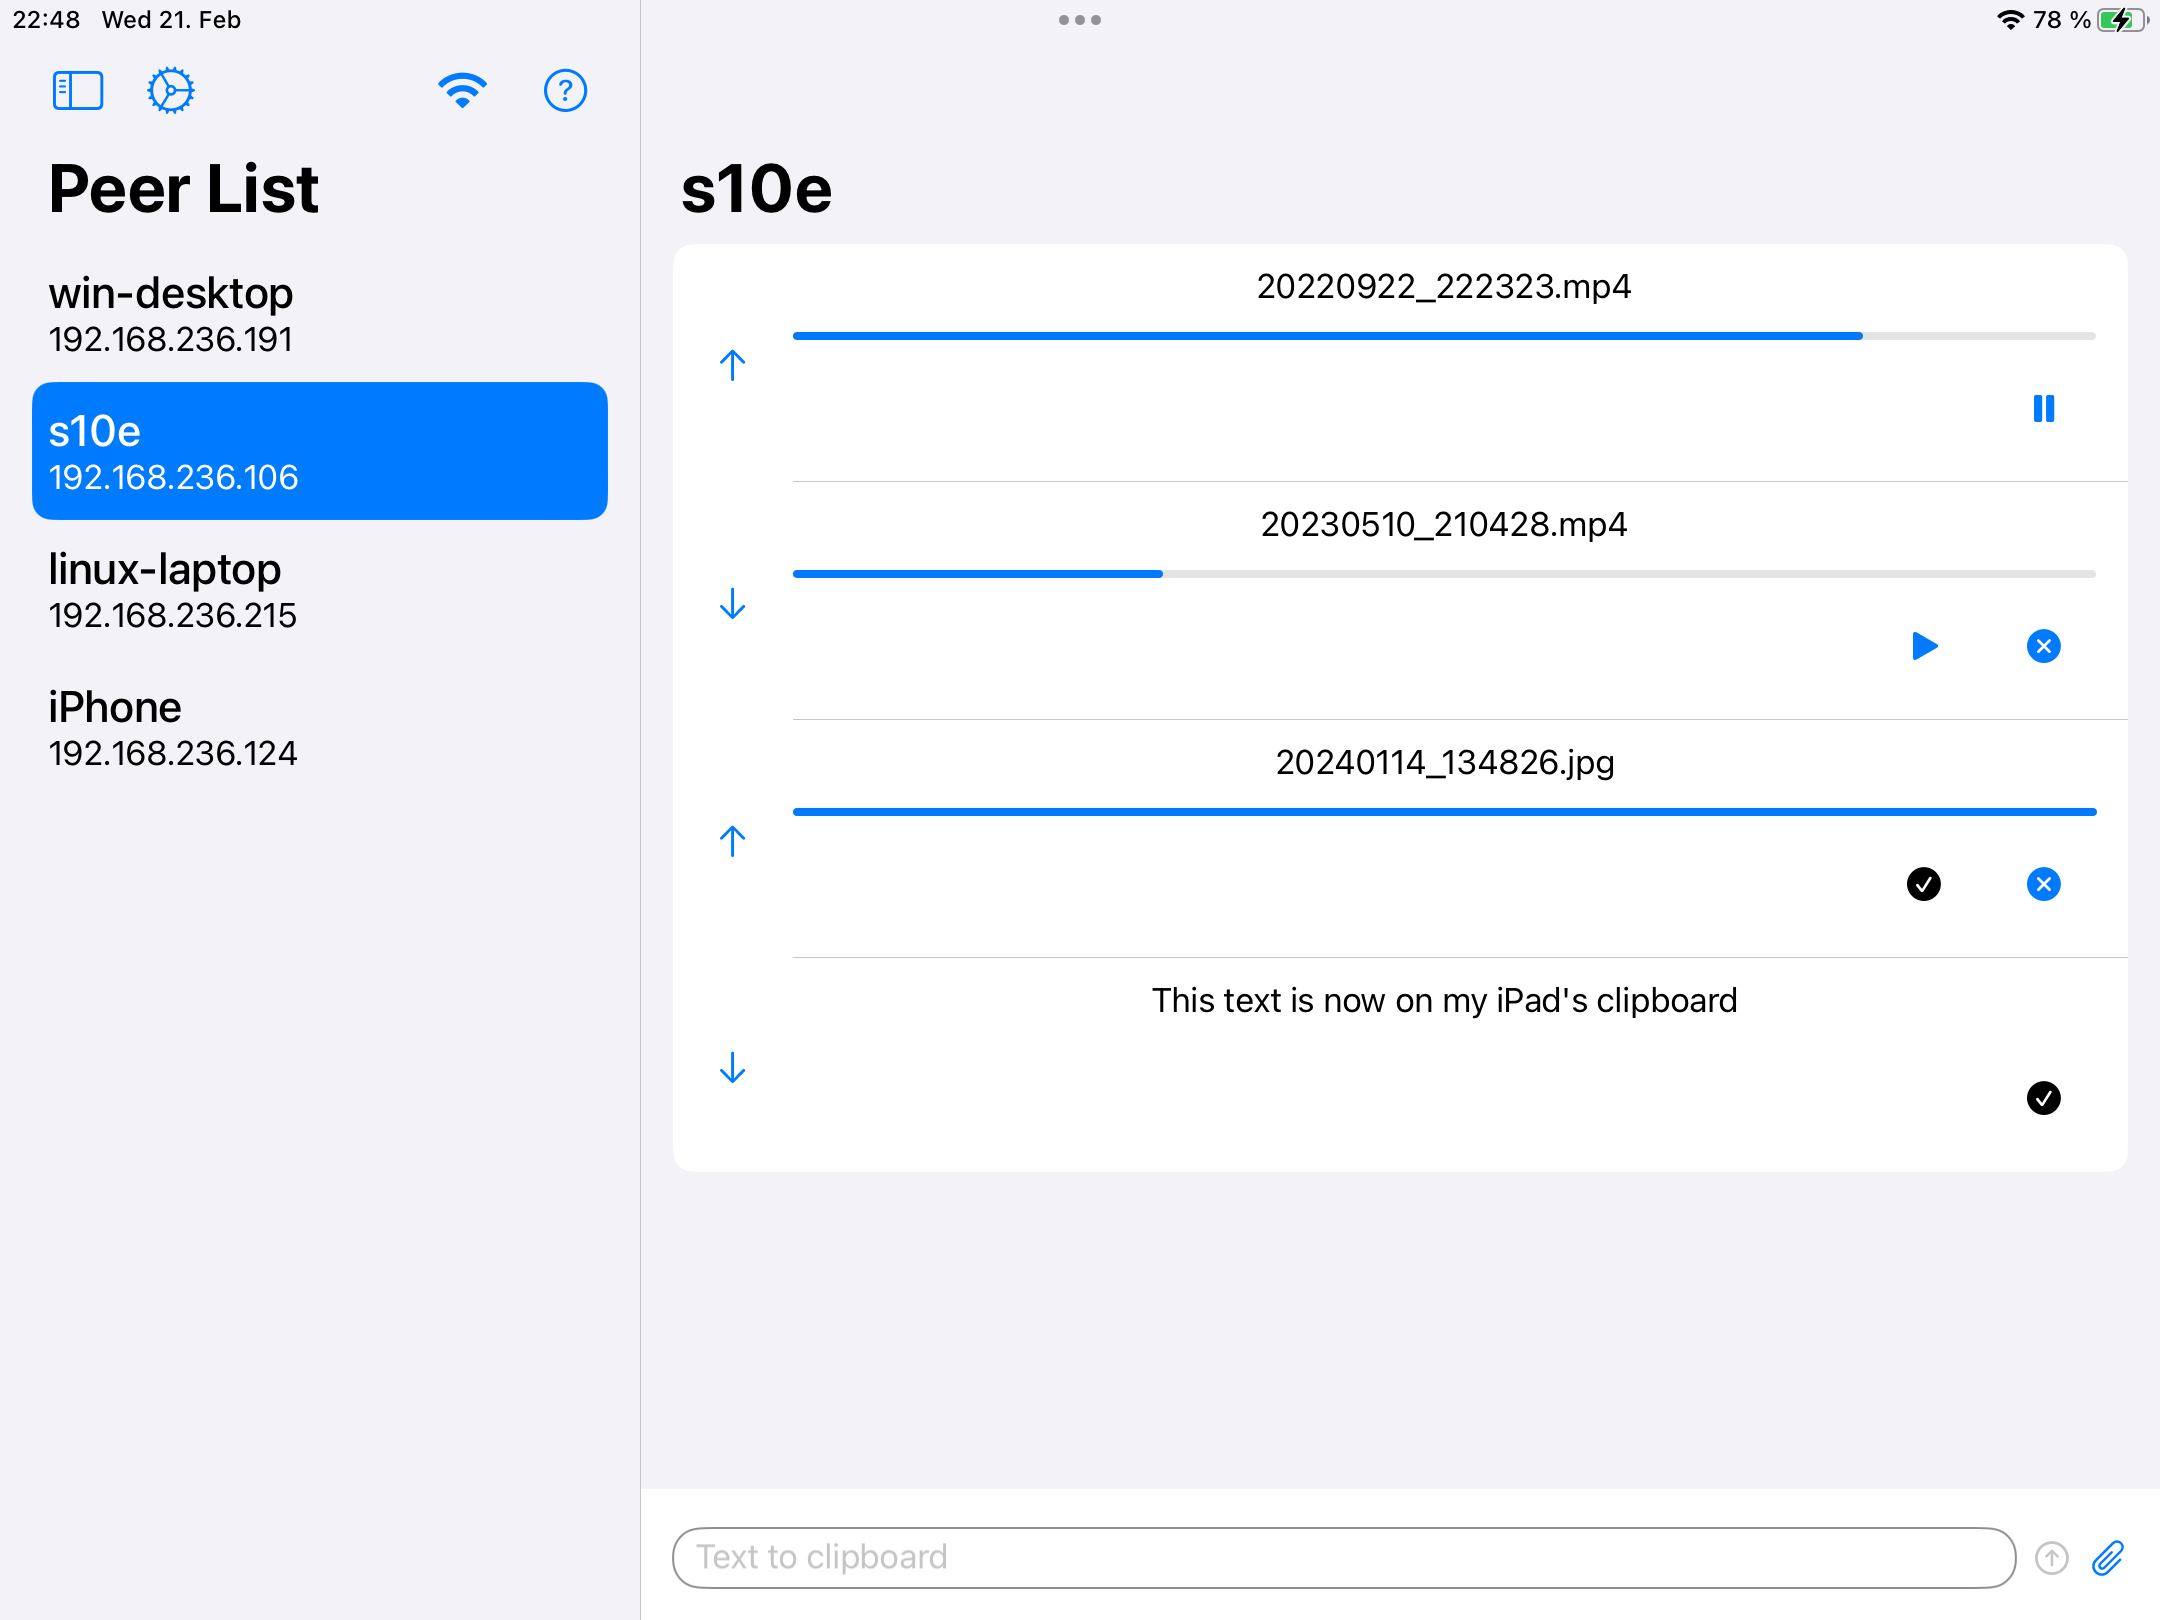 22:48 Wed 21. Feb
78 %
?
Peer List
win-desktop
192.168.236.191
s10e
192.168.236.106
linux-laptop
192.168.236.215
iPhone
192.168.236.124
s10e
20220922_222323.mp4
20230510_210428.mp4
20240114_134826.jpg
This text is now on my iPad's clipboard
Text to clipboard